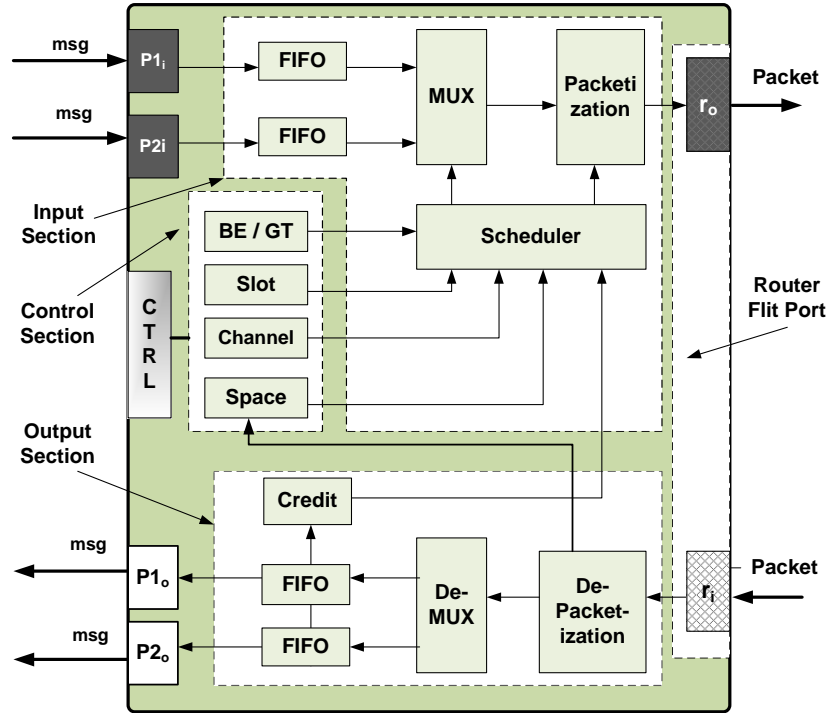 msg
P1i
FIFO
MUX
Packeti
zation
ro
Packet
msg
P2i
FIFO
Input
Section
BE / GT
Scheduler
Slot
Control
Section
C
T
R
L
Channel
Space
Router
Flit Port
Output
Section
Credit
msg
P1o
FIFO
De-
MUX
De-
Packet-
ization
ri
Packet
msg
P2o
FIFO